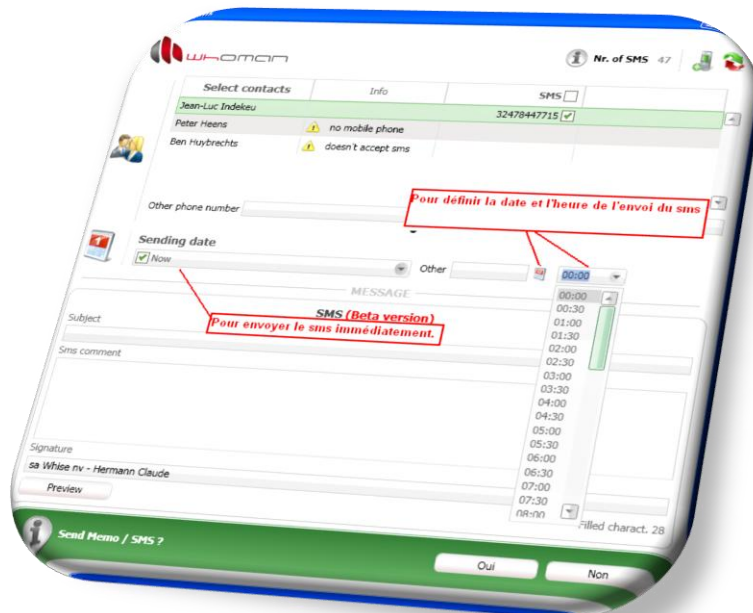 whoman
Nr. of SMS 47
Select contacts Info SMS
Jean-Luc Indekeu 32478447715
Peter Heens no mobile phone
Ben Huybrechts doesn't accept sms
Pour définir la date et l'heure de l'envoi du sms
Other phone number
Sending date
Now Other 00:00
MESSAGE
SMS (Beta version)
Pour envoyer le sms immédiatement.
Subject
Sms comment
00:00
00:30
01:00
01:30
02:00
02:30
03:00
03:30
04:00
04:30
05:00
05:30
06:00
06:30
07:00
07:30
08:00
Signature
sa Whise nv - Hermann Claude
Preview
Filled charact. 28
Send Memo / SMS ?
Oui Non